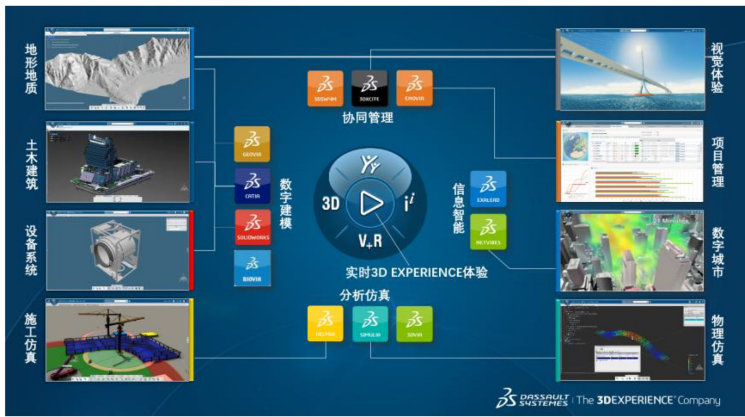 地形地质
土木建筑
设备系统
施工仿真
3DSWYM
3DXCITE
ENOVIA
协同管理
GEOVIA
CATIA
SOLIDWORKS
BIOVIA
数字建模
3D
V+R
i
实时3D EXPERIENCE体验
信息智能
EXALEAD
NETVIBES
分析仿真
DELMIA
SIMULIA
3DVIA
视觉体验
项目管理
数字城市
物理仿真
DASSAULT SYSTEMES | The 3DEXPERIENCE® Company